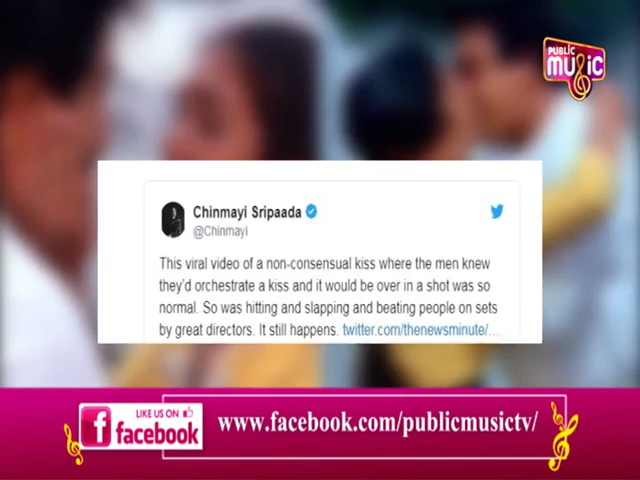 PUBLIC
music
Chinmayi Sripaada
@Chinmayi
This viral video of a non-consensual kiss where the men knew
they'd orchestrate a kiss and it would be over in a shot was so
normal. So was hitting and slapping and beating people on sets
by great directors. It still happens. twitter.com/thenewsminute/...
LIKE US ON
f facebook
www.facebook.com/publicmusictv/